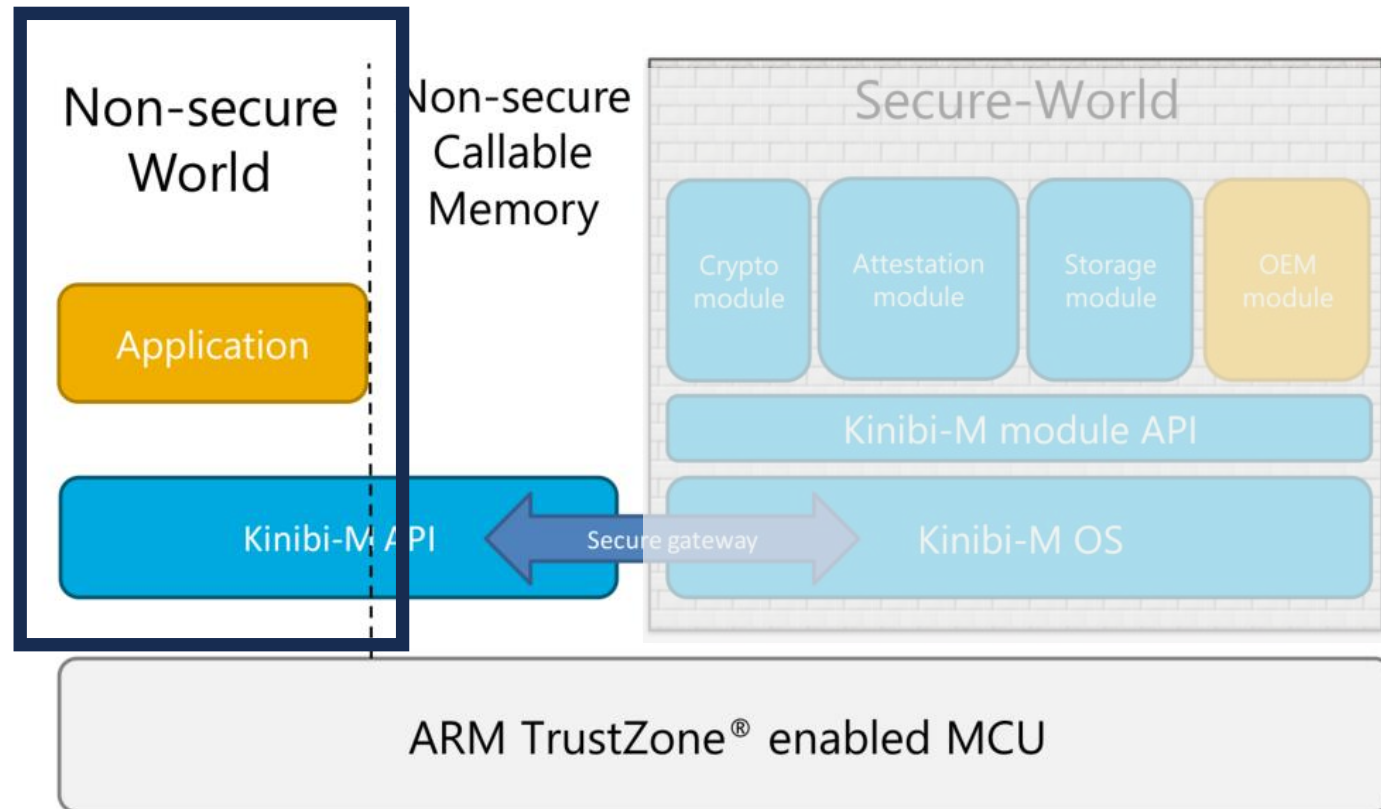 Non-secure
World
Non-secure
Callable
Memory
Secure-World
Application
Crypto
module
Attestation
module
Storage
module
OEM
module
Kinibi-M module API
Kinibi-M API
Secure gateway
Kinibi-M OS
ARM TrustZone® enabled MCU